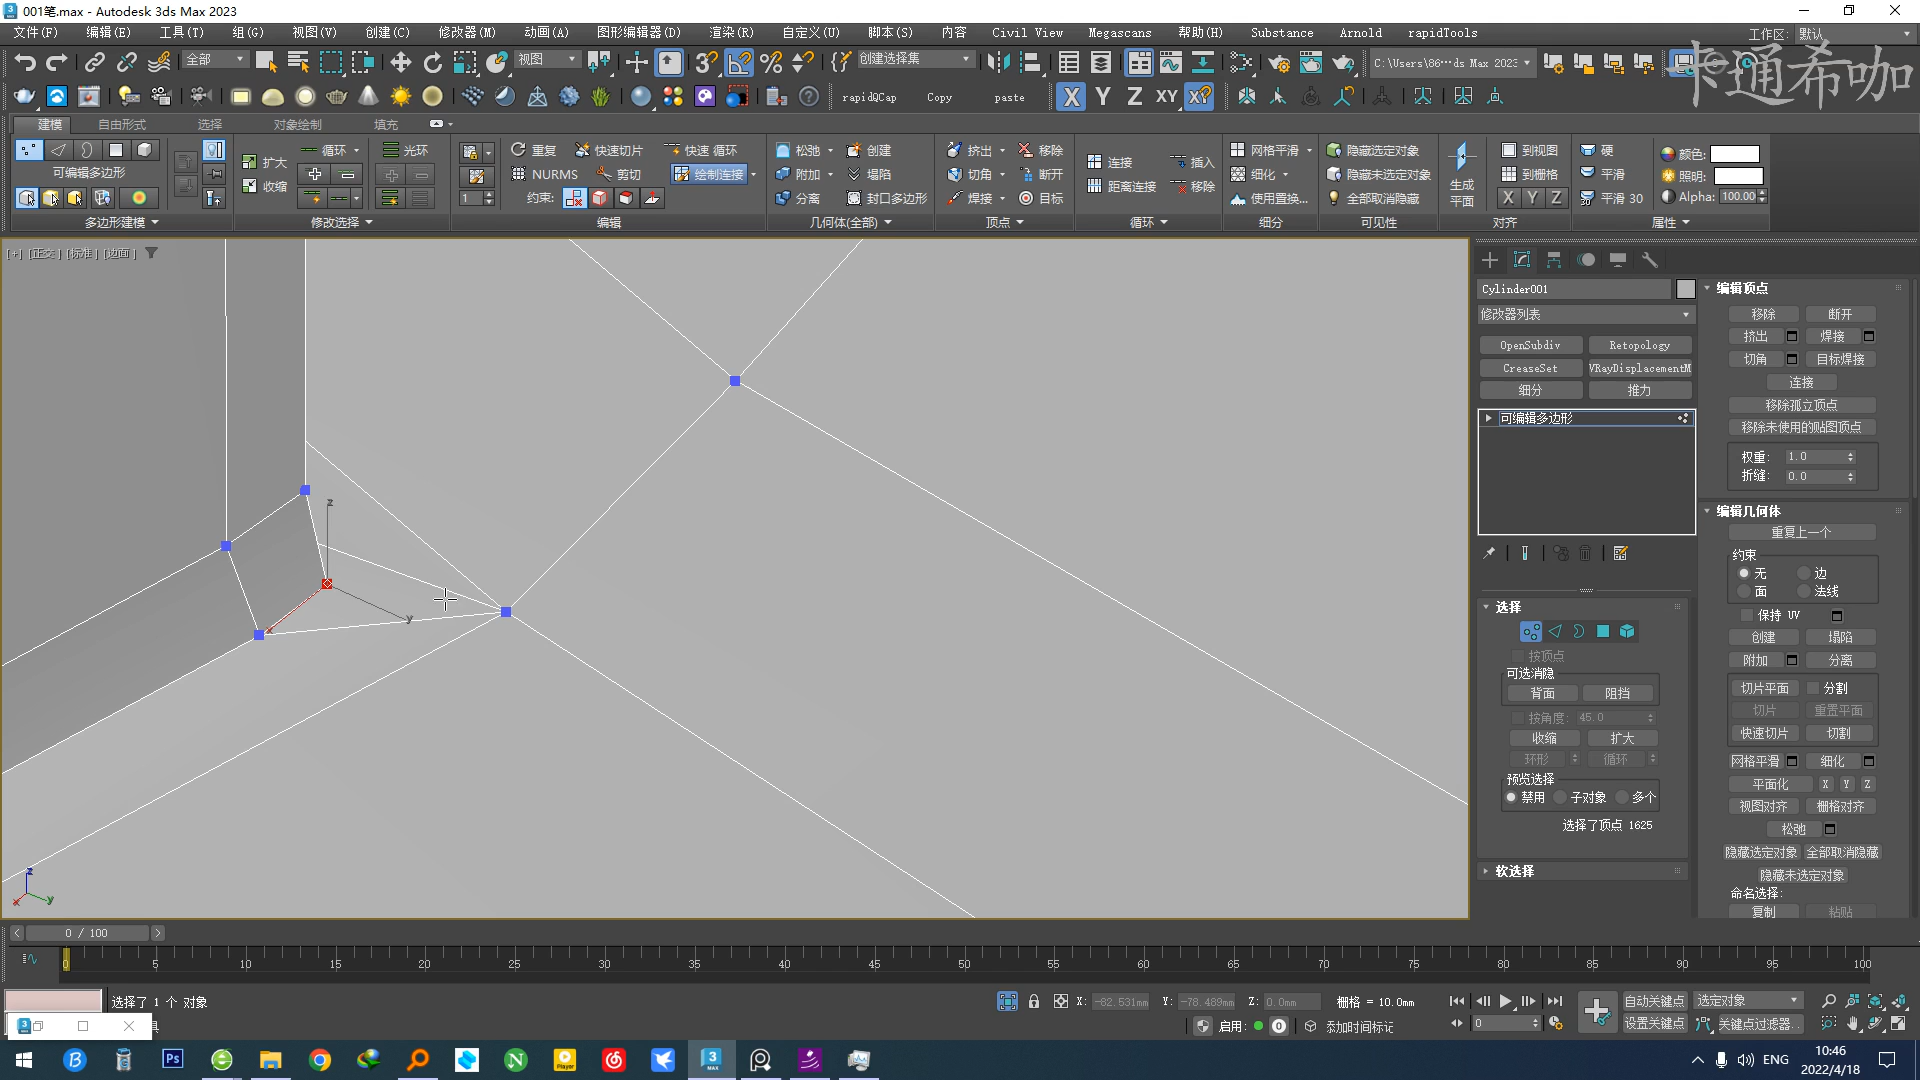 001笔.max - Autodesk 3ds Max 2023
文件(F) 编辑(E) 工具(T) 组(G) 视图(V) 创建(C) 修改器(M) 动画(A) 图形编辑器(D) 渲染(R) 自定义(U) 脚本(S) 内容 Civil View Megascans 帮助(H) Substance Arnold rapidTools 工作区: 默认
全部 视图 创建选择集 C:\Users\86···ds Max 2023
卡通希咖
rapidQCap Copy paste X Y Z XY XY
建模 自由形式 选择 对象绘制 填充
扩大 循环 光环 重复 快速切片 快速 循环 松弛 创建 挤出 移除 连接 插入 网格平滑 隐藏选定对象 到视图 硬 颜色:
可编辑多边形 收缩 NURMS 剪切 绘制连接 附加 塌陷 切角 断开 距离连接 移除 细化 隐藏未选定对象 生成平面 到栅格 平滑 照明:
1 约束: 分离 封口多边形 焊接 目标 使用置换... 全部取消隐藏 X Y Z 平滑 30 Alpha: 100.00
多边形建模 修改选择 编辑 几何体(全部) 顶点 循环 细分 可见性 对齐 属性
[+] [正交] [标准] [边面]
z
y
x
z
x
y
Cylinder001
修改器列表
OpenSubdiv Retopology
CreaseSet VRayDisplacementM
细分 推力
可编辑多边形
选择
按顶点
可选消隐
背面 阻挡
按角度: 45.0
收缩 扩大
环形 循环
预览选择
禁用 子对象 多个
选择了顶点 1625
软选择
编辑顶点
移除 断开
挤出 焊接
切角 目标焊接
连接
移除孤立顶点
移除未使用的贴图顶点
权重: 1.0
折缝: 0.0
编辑几何体
重复上一个
约束
无 边
面 法线
保持 UV
创建 塌陷
附加 分离
切片平面 分割
切片 重置平面
快速切片 切割
网格平滑 细化
平面化 X Y Z
视图对齐 栅格对齐
松弛
隐藏选定对象 全部取消隐藏
隐藏未选定对象
命名选择:
复制 粘贴
0 / 100
0 5 10 15 20 25 30 35 40 45 50 55 60 65 70 75 80 85 90 95 100
选择了 1 个 对象 X: -82.531mm Y: -78.489mm Z: 0.0mm 栅格 = 10.0mm 自动关键点 选定对象
具 启用: 0 添加时间标记 0 设置关键点 关键点过滤器...
ENG
10:46
2022/4/18